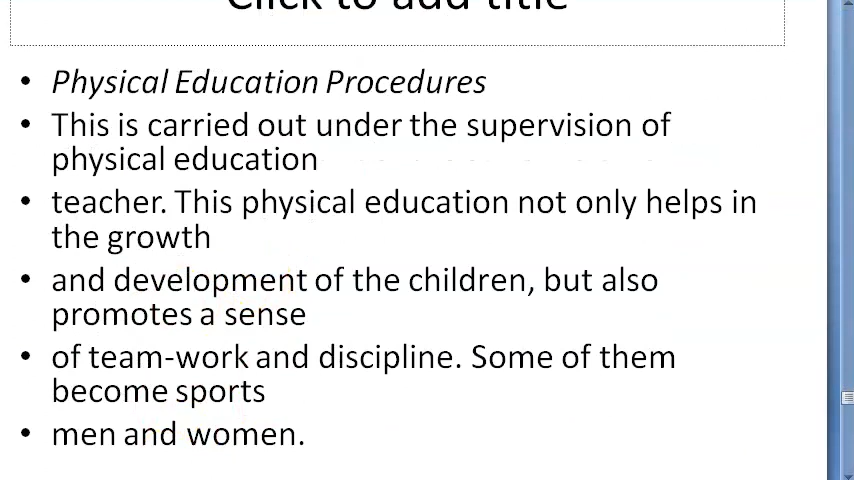 Click to add title
• Physical Education Procedures
• This is carried out under the supervision of
physical education
• teacher. This physical education not only helps in
the growth
• and development of the children, but also
promotes a sense
• of team-work and discipline. Some of them
become sports
• men and women.